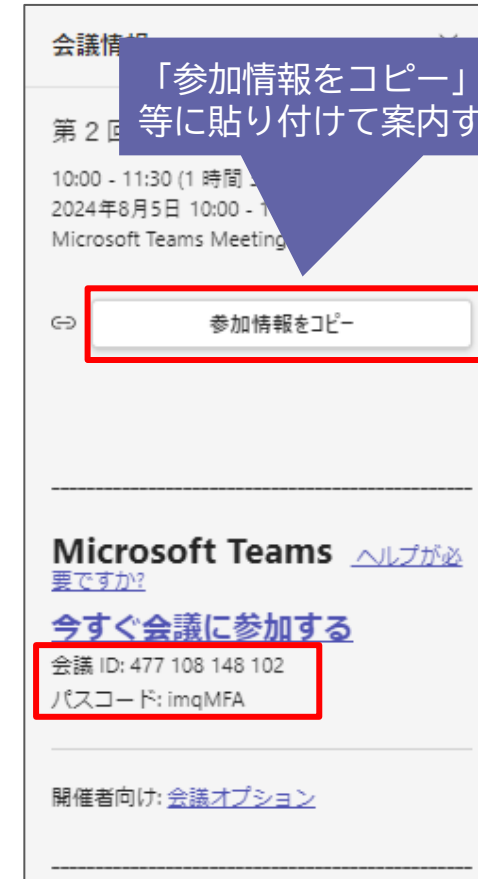 会議情報
「参加情報をコピー」
等に貼り付けて案内す
第 2 回
10:00 - 11:30 (1 時間
2024年8月5日 10:00 - 1
Microsoft Teams Meeting
参加情報をコピー
Microsoft Teams ヘルプが必
要ですか?
今すぐ会議に参加する
会議 ID: 477 108 148 102
パスコード: imqMFA
開催者向け: 会議オプション